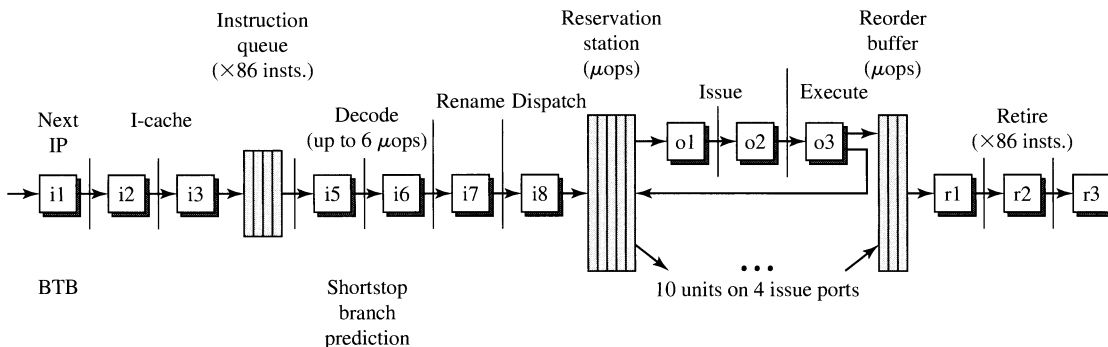 Instruction
queue
(×86 insts.)
Reservation
station
(μops)
Reorder
buffer
(μops)
Next
IP
I-cache
Decode
(up to 6 μops)
Rename Dispatch
Issue
Execute
Retire
(×86 insts.)
i1
i2
i3
i5
i6
i7
i8
o1
o2
o3
r1
r2
r3
BTB
Shortstop
branch
prediction
10 units on 4 issue ports